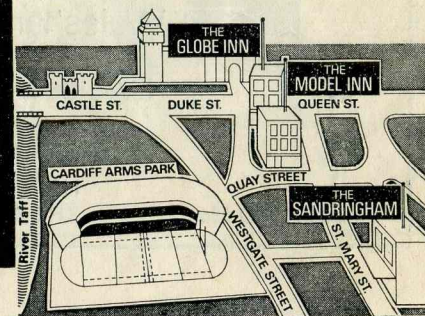 THE
GLOBE INN
THE
MODEL INN
CASTLE ST.
DUKE ST.
QUEEN ST.
CARDIFF ARMS PARK
QUAY STREET
THE
SANDRINGHAM
River Taff
WESTGATE STREET
ST. MARY ST.